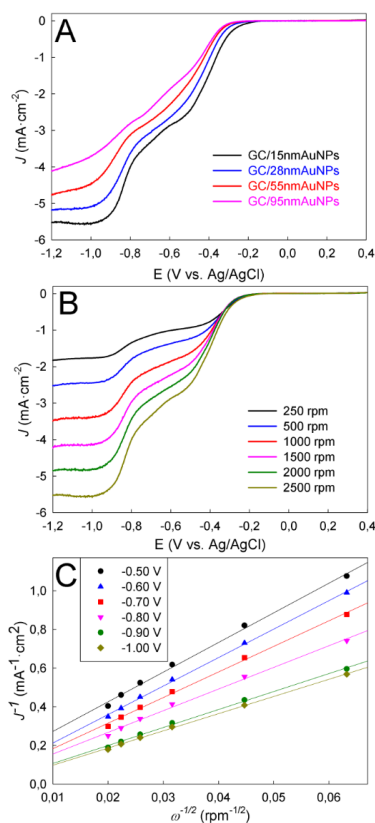 A
0
-1
-2
-3
-4
-5
-6
J (mA·cm⁻²)
GC/15nmAuNPs
GC/28nmAuNPs
GC/55nmAuNPs
GC/95nmAuNPs
-1,2 -1,0 -0,8 -0,6 -0,4 -0,2 0,0 0,2 0,4
E (V vs. Ag/AgCl)
B
0
-1
-2
-3
-4
-5
-6
J (mA·cm⁻²)
250 rpm
500 rpm
1000 rpm
1500 rpm
2000 rpm
2500 rpm
-1,2 -1,0 -0,8 -0,6 -0,4 -0,2 0,0 0,2 0,4
E (V vs. Ag/AgCl)
C
-0.50 V
-0.60 V
-0.70 V
-0.80 V
-0.90 V
-1.00 V
1,0
0,8
0,6
0,4
0,2
0,0
J⁻¹ (mA⁻¹·cm²)
0,01 0,02 0,03 0,04 0,05 0,06
ω⁻¹/² (rpm⁻¹/²)